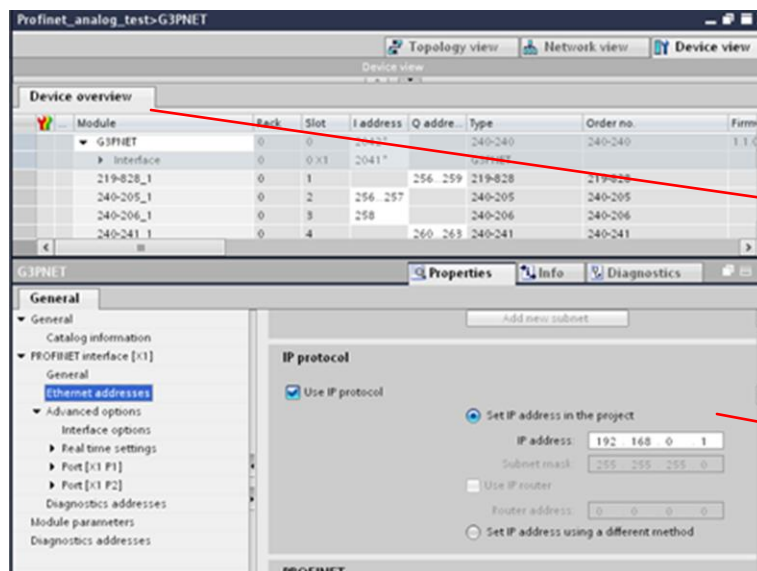 Profinet_analog_test>G3PNET
Topology view Network view Device view
Device view
Device overview
... Module Rack Slot I address Q addre... Type Order no. Firm
G3PNET 0 0 2042* 240-240 240-240 1.1.0
Interface 0 0 X1 2041* G3PNET
219-828_1 0 1 256...259 219-828 219-828
240-205_1 0 2 256...257 240-205 240-205
240-206_1 0 3 258 240-206 240-206
240-241_1 0 4 260...263 240-241 240-241
G3PNET Properties Info Diagnostics
General
General
Catalog information
PROFINET interface [X1]
General
Ethernet addresses
Advanced options
Interface options
Real time settings
Port [X1 P1]
Port [X1 P2]
Diagnostics addresses
Module parameters
Diagnostics addresses
Add new subnet
IP protocol
Use IP protocol
Set IP address in the project
IP address: 192 . 168 . 0 . 1
Subnet mask: 255 . 255 . 255 . 0
Use IP router
Router address: 0 . 0 . 0 . 0
Set IP address using a different method
PROFINET